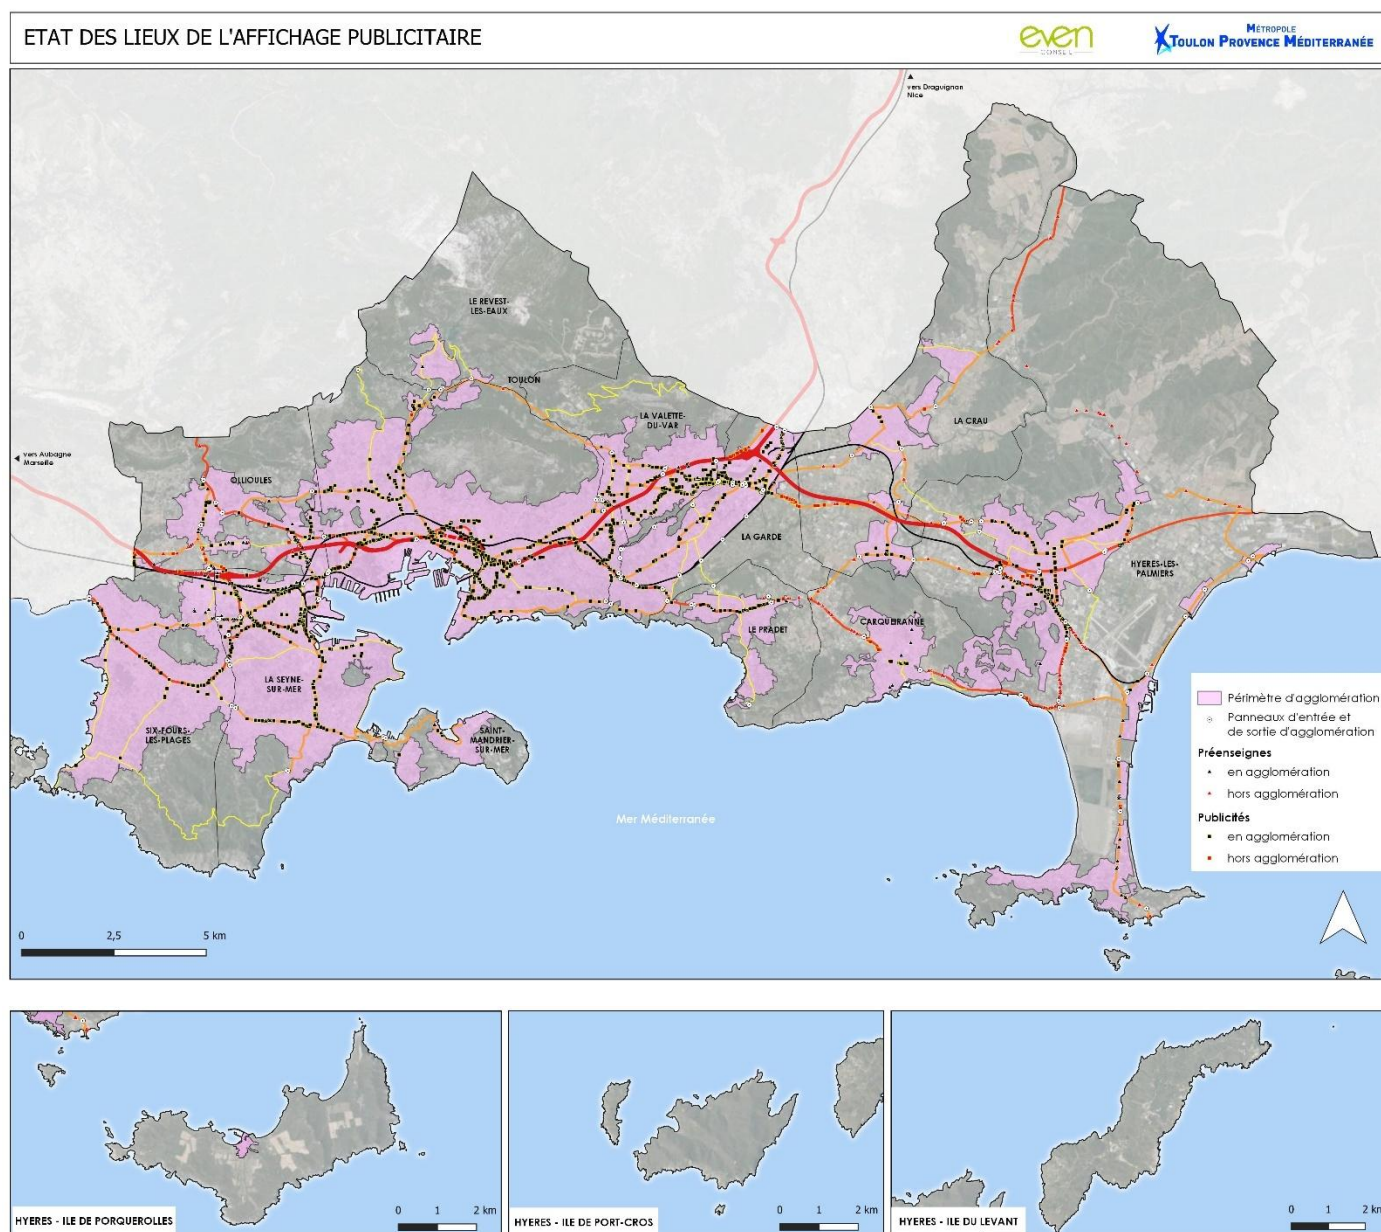 ETAT DES LIEUX DE L'AFFICHAGE PUBLICITAIRE
even
CONSEIL
MÉTROPOLE
TOULON PROVENCE MÉDITERRANÉE
vers Draguignan
Nice
LE REVEST-
LES-EAUX
TOULON
LA VALETTE-
DU-VAR
LA CRAU
vers Aubagne
Marseille
OLLIOULES
LA GARDE
HYERES-LES-
PALMIERS
LE PRADET
CARQUEIRANNE
LA SEYNE-
SUR-MER
SIX-FOURS-
LES-PLAGES
SAINT-
MANDRIER-
SUR-MER
Mer Méditerranée
Périmètre d'agglomération
Panneaux d'entrée et
de sortie d'agglomération
Préenseignes
en agglomération
hors agglomération
Publicités
en agglomération
hors agglomération
0 2,5 5 km
HYERES - ILE DE PORQUEROLLES
0 1 2 km
HYERES - ILE DE PORT-CROS
0 1 2 km
HYERES - ILE DU LEVANT
0 1 2 km